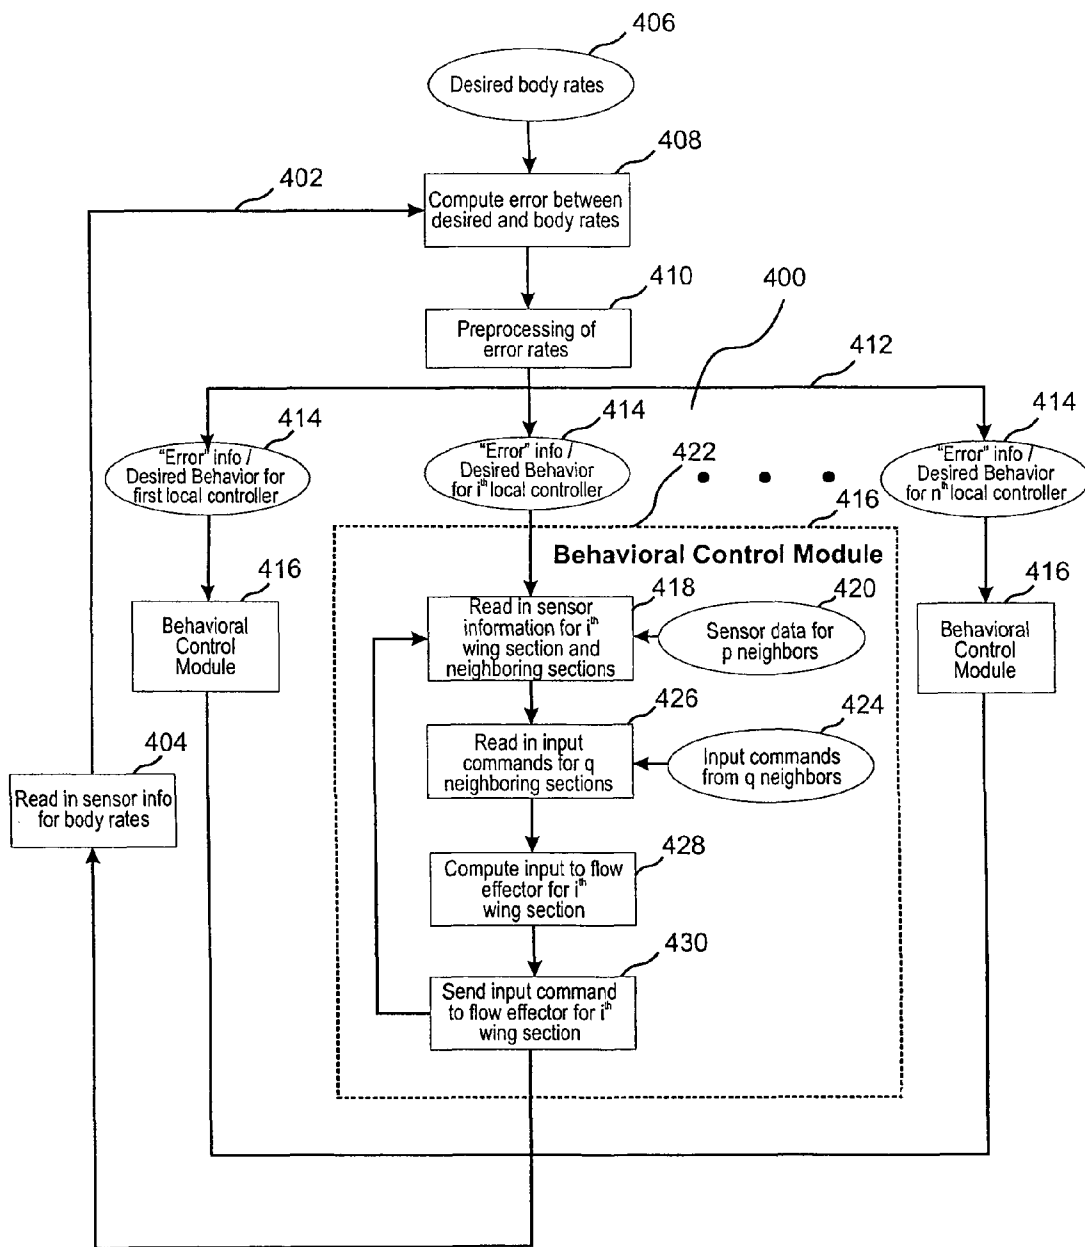 406
Desired body rates
408
402
Compute error between
desired and body rates
410
400
Preprocessing of
error rates
412
414
414
414
422
"Error" info /
Desired Behavior for
first local controller
"Error" info /
Desired Behavior
for ith local controller
"Error" info /
Desired Behavior
for nth local controller
416
Behavioral Control Module
416
418
420
416
Behavioral
Control
Module
Read in sensor
information for ith
wing section and
neighboring sections
Sensor data for
p neighbors
Behavioral
Control
Module
426
424
404
Read in input
commands for q
neighboring sections
Input commands
from q neighbors
Read in sensor info
for body rates
428
Compute input to flow
effector for ith
wing section
430
Send input command
to flow effector for ith
wing section